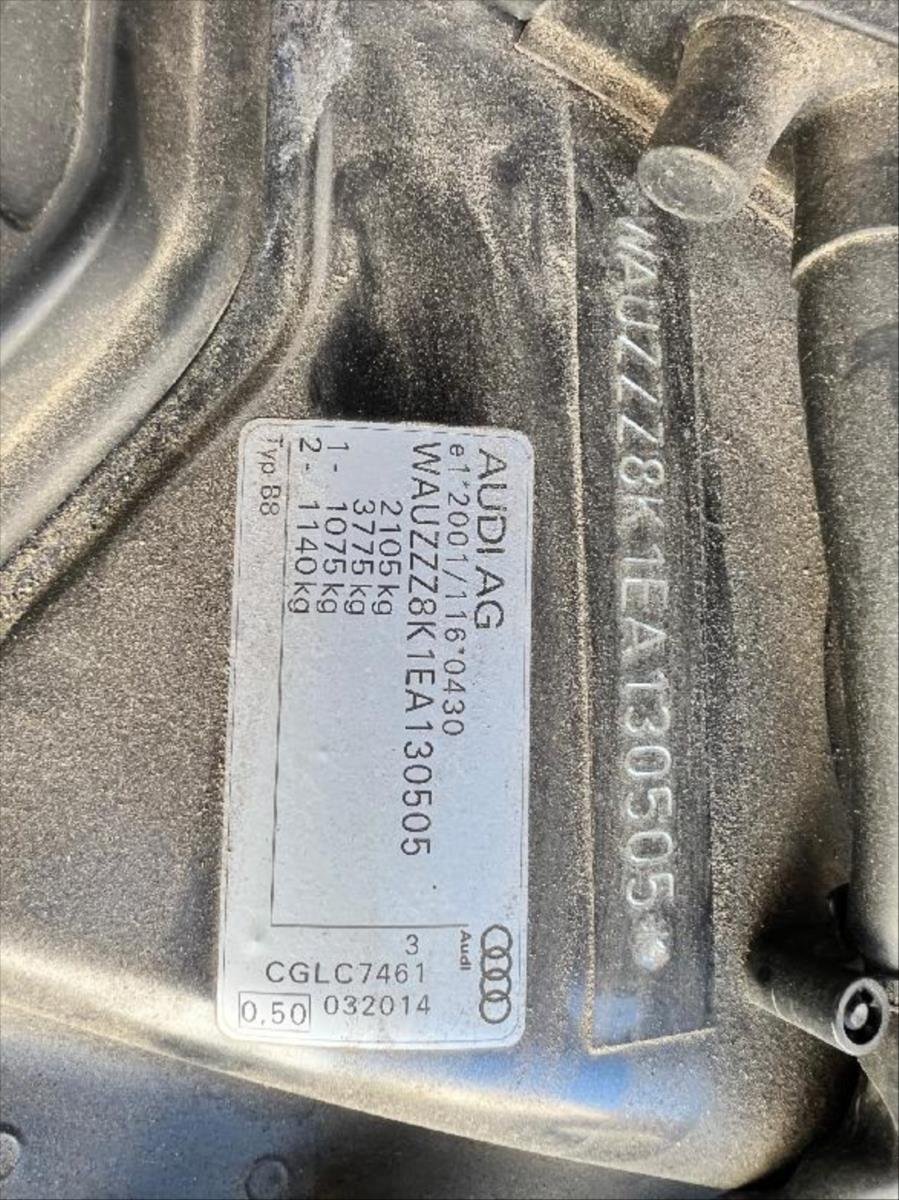 AUDI AG
e1*2001/116*0430
WAUZZZ8K1EA130505
2105 kg
3775 kg
1- 1075 kg
2- 1140 kg
Typ B8
Audi
3
CGLC7461
032014
0,50
WAUZZZ8K1EA130505*